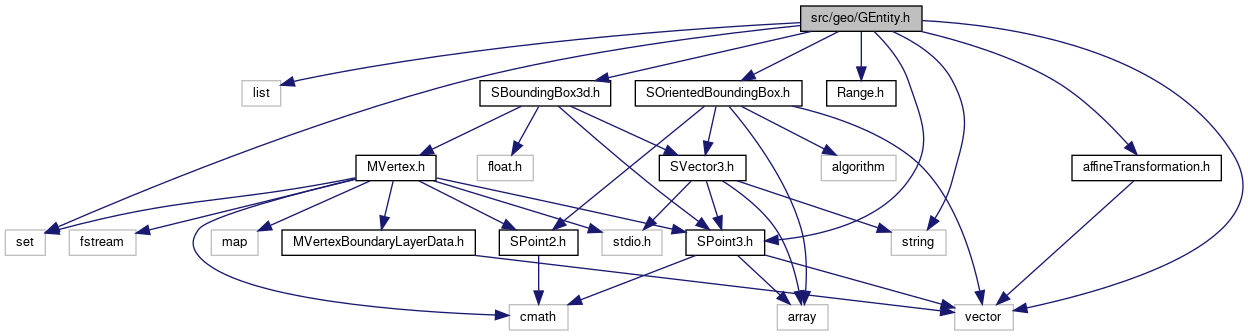 src/geo/GEntity.h
list
SBoundingBox3d.h
SOrientedBoundingBox.h
Range.h
MVertex.h
float.h
SVector3.h
algorithm
affineTransformation.h
set
fstream
map
MVertexBoundaryLayerData.h
SPoint2.h
stdio.h
SPoint3.h
string
cmath
array
vector